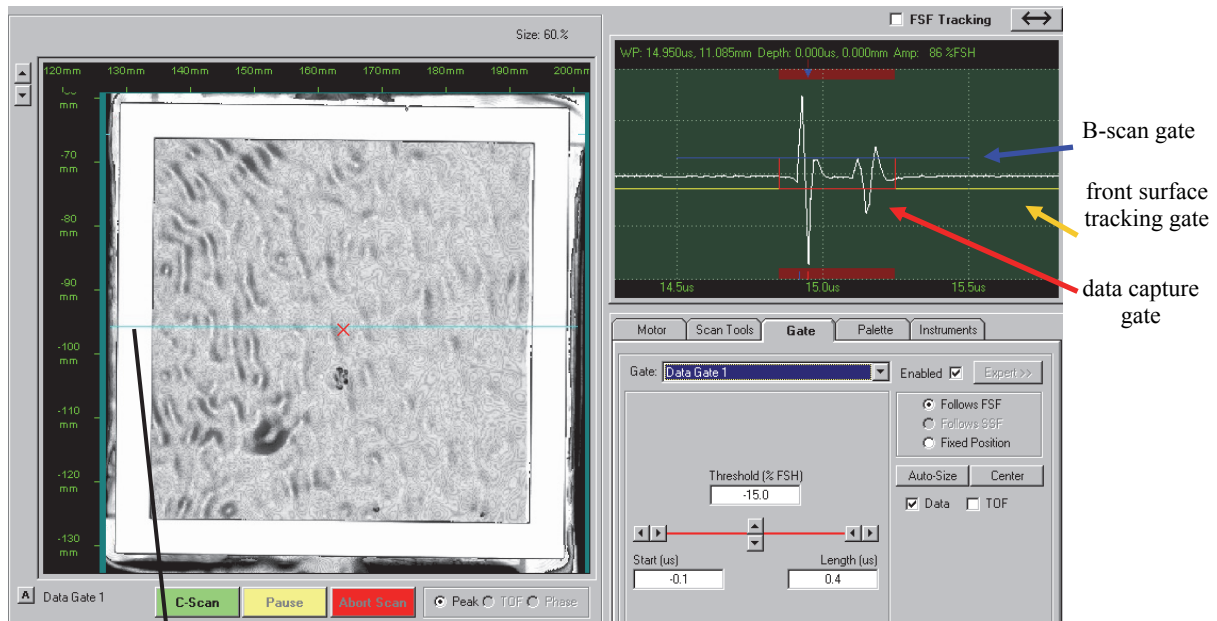 Size: 60.%
120mm 130mm 140mm 150mm 160mm 170mm 180mm 190mm 200mm
mm
-70
mm
-80
mm
-90
mm
-100
mm
-110
mm
-120
mm
-130
mm
A Data Gate 1 C-Scan Pause Abort Scan Peak TOF Phase
FSF Tracking
WP: 14.950us, 11.085mm Depth: 0.000us, 0.000mm Amp: 86 %FSH
14.5us 15.0us 15.5us
B-scan gate
front surface
tracking gate
data capture
gate
Motor Scan Tools Gate Palette Instruments
Gate: Data Gate 1 Enabled Expert >>
Follows FSF
Follows SSF
Fixed Position
Auto-Size Center
Data TOF
Threshold (% FSH)
-15.0
Start (us) Length (us)
-0.1 0.4